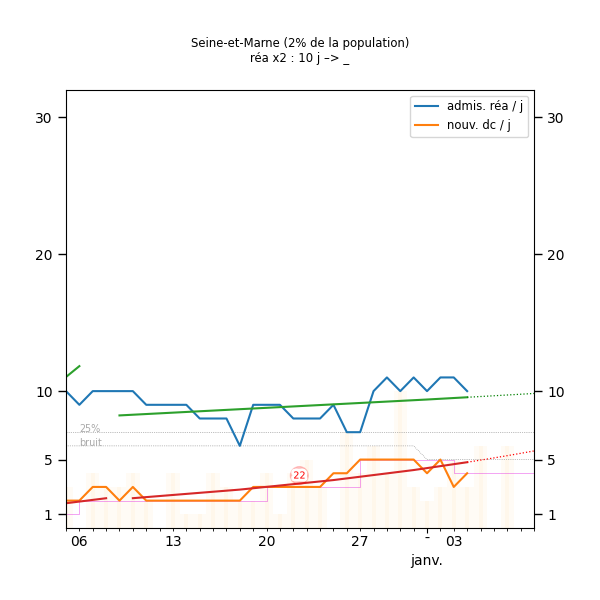 Seine-et-Marne (2% de la population)
réa x2 : 10 j –> _
admis. réa / j
nouv. dc / j
30 30
20 20
10 10
25%
bruit
5 5
22
1 1
06 13 20 27 - 03
janv.